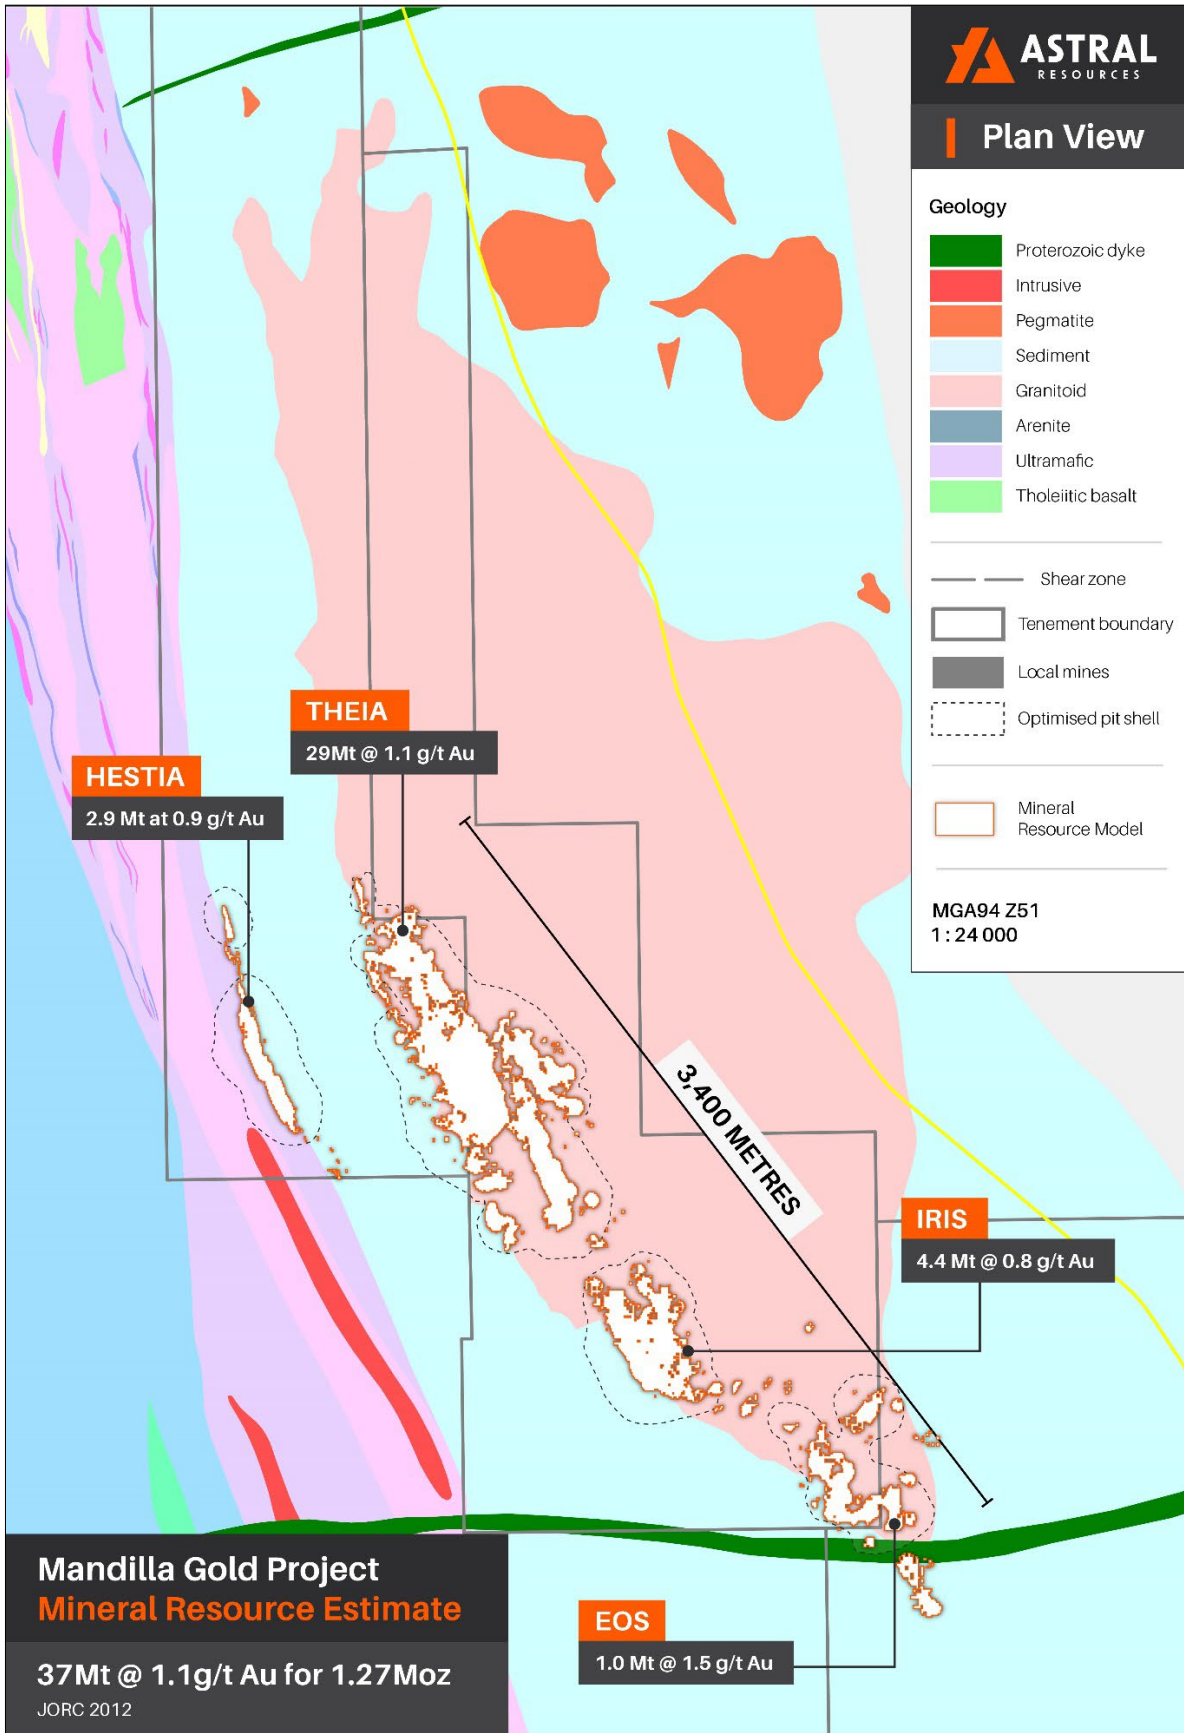 ASTRAL
RESOURCES
Plan View
Geology
Proterozoic dyke
Intrusive
Pegmatite
Sediment
Granitoid
Arenite
Ultramafic
Tholeiitic basalt
Shear zone
Tenement boundary
Local mines
Optimised pit shell
Mineral
Resource Model
MGA94 Z51
1 : 24 000
THEIA
29Mt @ 1.1 g/t Au
HESTIA
2.9 Mt at 0.9 g/t Au
3,400 METRES
IRIS
4.4 Mt @ 0.8 g/t Au
EOS
1.0 Mt @ 1.5 g/t Au
Mandilla Gold Project
Mineral Resource Estimate
37Mt @ 1.1g/t Au for 1.27Moz
JORC 2012